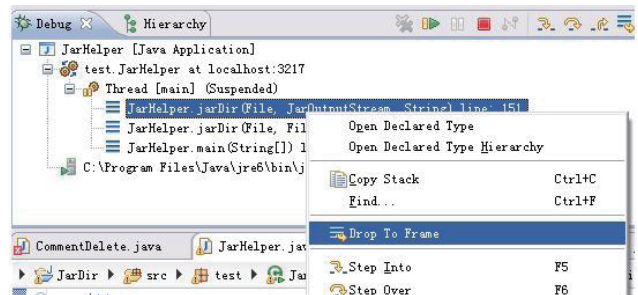 Debug Hierarchy
JarHelper [Java Application]
test.JarHelper at localhost:3217
Thread [main] (Suspended)
JarHelper.jarDir(File, JarOutputStream, String) line: 151
JarHelper.jarDir(File, Fil
JarHelper.main(String[]) l
C:\Program Files\Java\jre6\bin\j
Open Declared Type
Open Declared Type Hierarchy
Copy Stack Ctrl+C
Find... Ctrl+F
Drop To Frame
Step Into F5
Step Over F6
CommentDelete.java JarHelper.jav
JarDir src test Jar